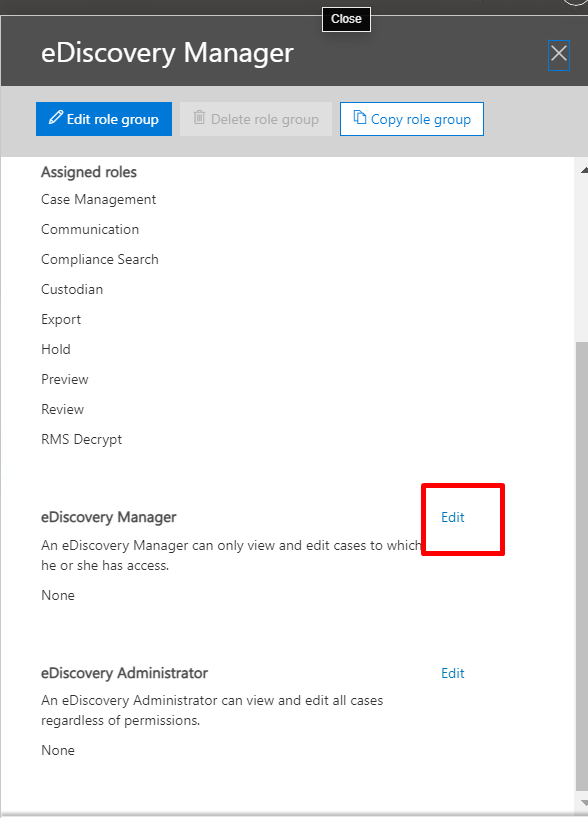 Close
eDiscovery Manager
Edit role group
Delete role group
Copy role group
Assigned roles
Case Management
Communication
Compliance Search
Custodian
Export
Hold
Preview
Review
RMS Decrypt
eDiscovery Manager
Edit
An eDiscovery Manager can only view and edit cases to which
he or she has access.
None
eDiscovery Administrator
Edit
An eDiscovery Administrator can view and edit all cases
regardless of permissions.
None